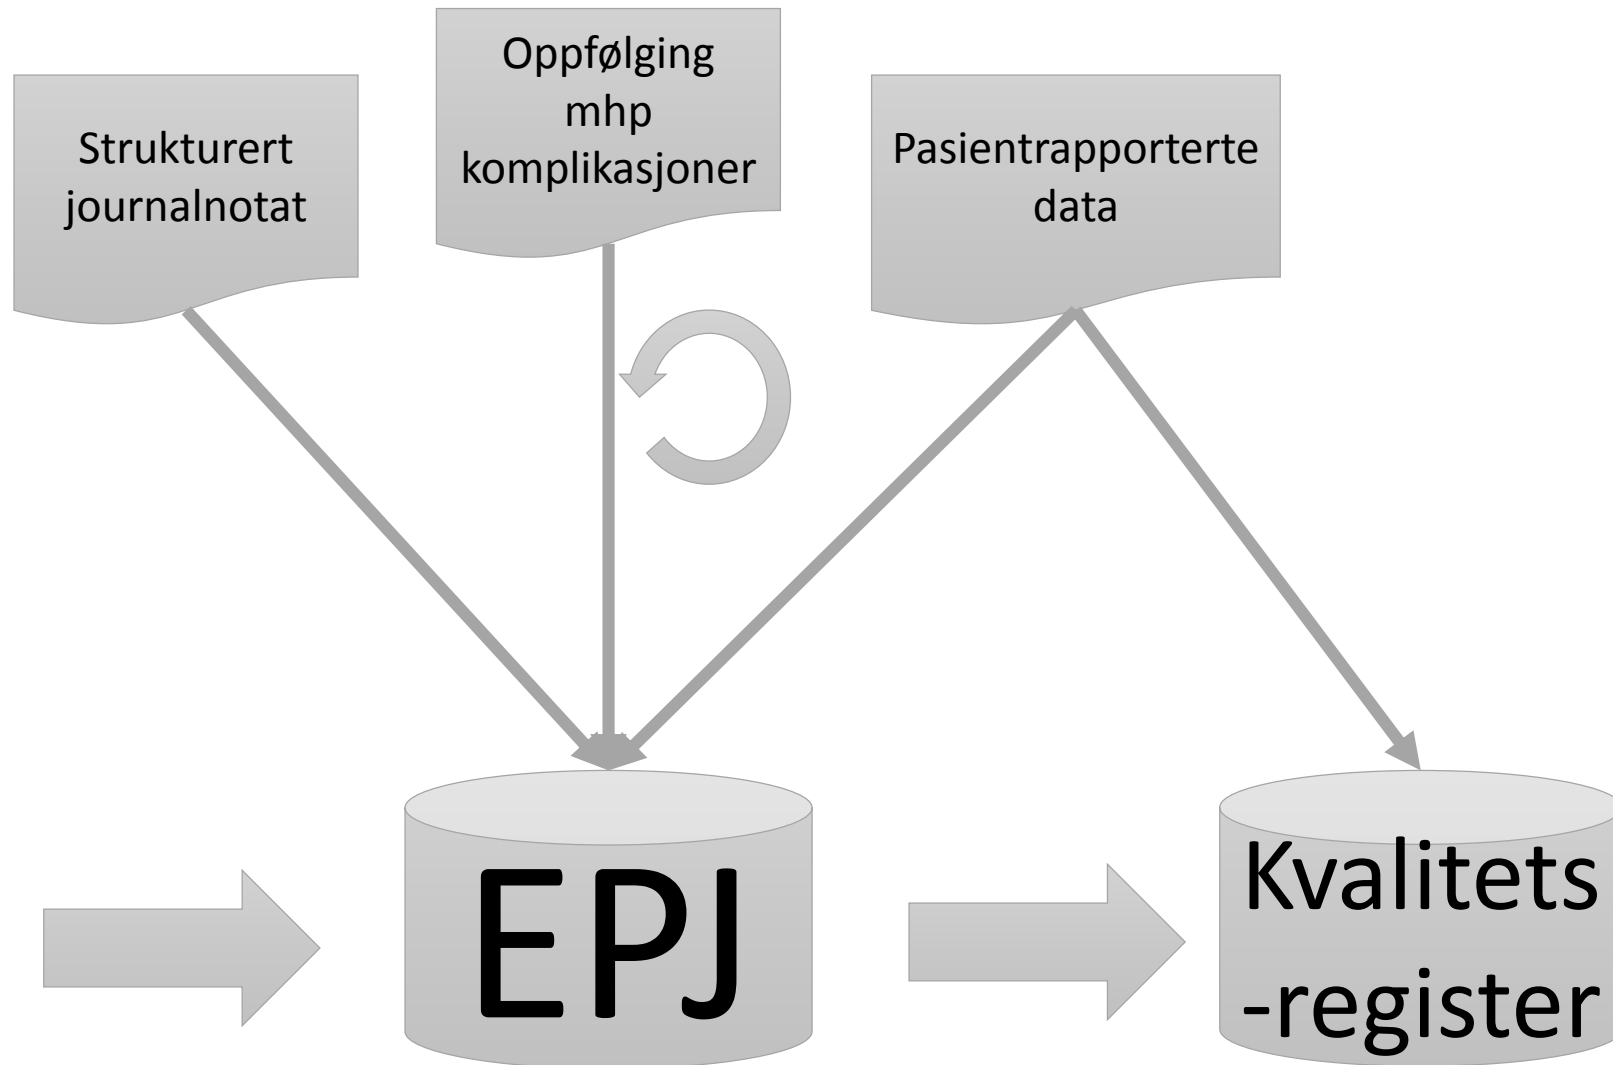 Strukturert
journalnotat
Oppfølging
mhp
komplikasjoner
Pasientrapporterte
data
EPJ
Kvalitets
-register